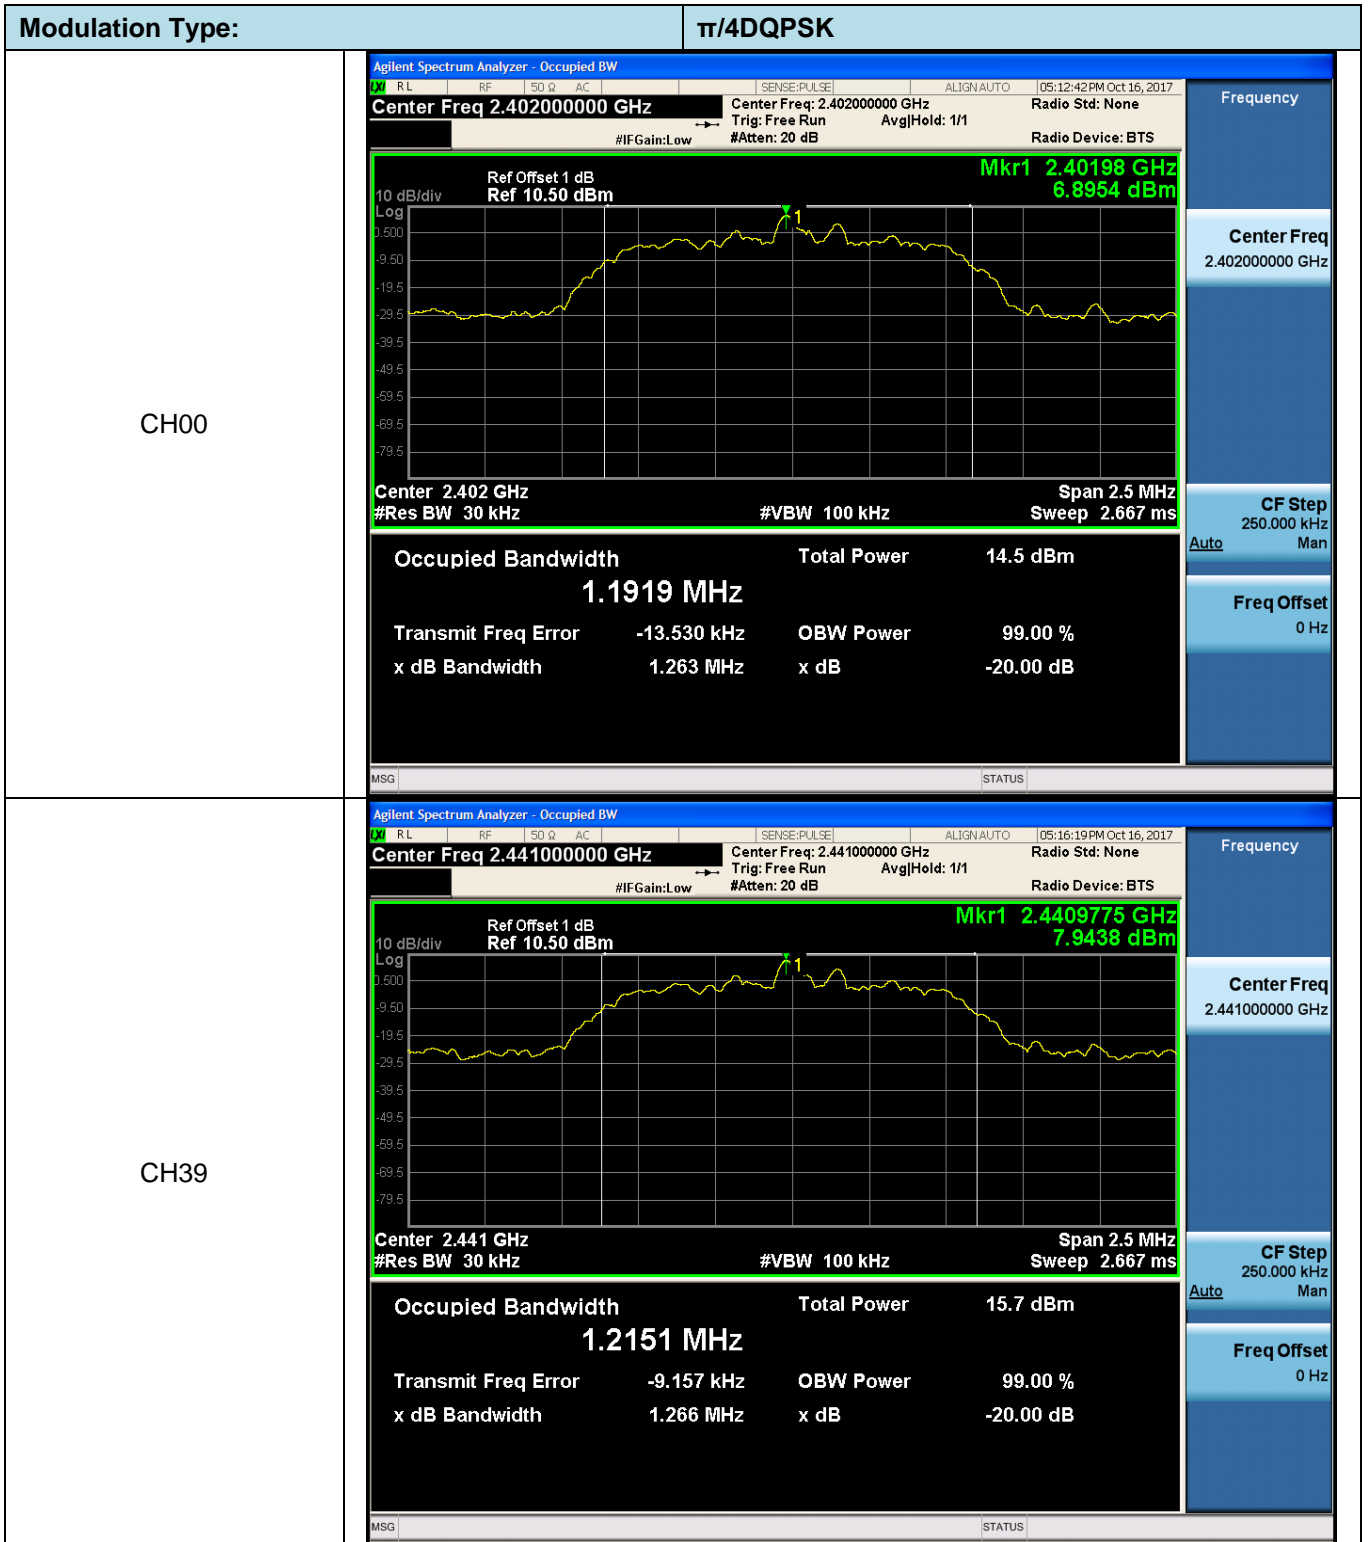 Modulation Type: π/4DQPSK
CH00
Agilent Spectrum Analyzer - Occupied BW
LXI RL RF 50 Ω AC SENSE:PULSE ALIGN AUTO 05:12:42 PM Oct 16, 2017
Center Freq 2.402000000 GHz Center Freq: 2.402000000 GHz Radio Std: None
Trig: Free Run Avg|Hold: 1/1
#IFGain:Low #Atten: 20 dB Radio Device: BTS
Mkr1 2.40198 GHz
6.8954 dBm
Ref Offset 1 dB
10 dB/div Ref 10.50 dBm
Log
0.500
-9.50
-19.5
-29.5
-39.5
-49.5
-59.5
-69.5
-79.5
1
Center 2.402 GHz Span 2.5 MHz
#Res BW 30 kHz #VBW 100 kHz Sweep 2.667 ms
Occupied Bandwidth Total Power 14.5 dBm
1.1919 MHz
Transmit Freq Error -13.530 kHz OBW Power 99.00 %
x dB Bandwidth 1.263 MHz x dB -20.00 dB
MSG STATUS
Frequency
Center Freq
2.402000000 GHz
CF Step
250.000 kHz
Auto Man
Freq Offset
0 Hz
CH39
Agilent Spectrum Analyzer - Occupied BW
LXI RL RF 50 Ω AC SENSE:PULSE ALIGN AUTO 05:16:19 PM Oct 16, 2017
Center Freq 2.441000000 GHz Center Freq: 2.441000000 GHz Radio Std: None
Trig: Free Run Avg|Hold: 1/1
#IFGain:Low #Atten: 20 dB Radio Device: BTS
Mkr1 2.4409775 GHz
7.9438 dBm
Ref Offset 1 dB
10 dB/div Ref 10.50 dBm
Log
0.500
-9.50
-19.5
-29.5
-39.5
-49.5
-59.5
-69.5
-79.5
1
Center 2.441 GHz Span 2.5 MHz
#Res BW 30 kHz #VBW 100 kHz Sweep 2.667 ms
Occupied Bandwidth Total Power 15.7 dBm
1.2151 MHz
Transmit Freq Error -9.157 kHz OBW Power 99.00 %
x dB Bandwidth 1.266 MHz x dB -20.00 dB
MSG STATUS
Frequency
Center Freq
2.441000000 GHz
CF Step
250.000 kHz
Auto Man
Freq Offset
0 Hz